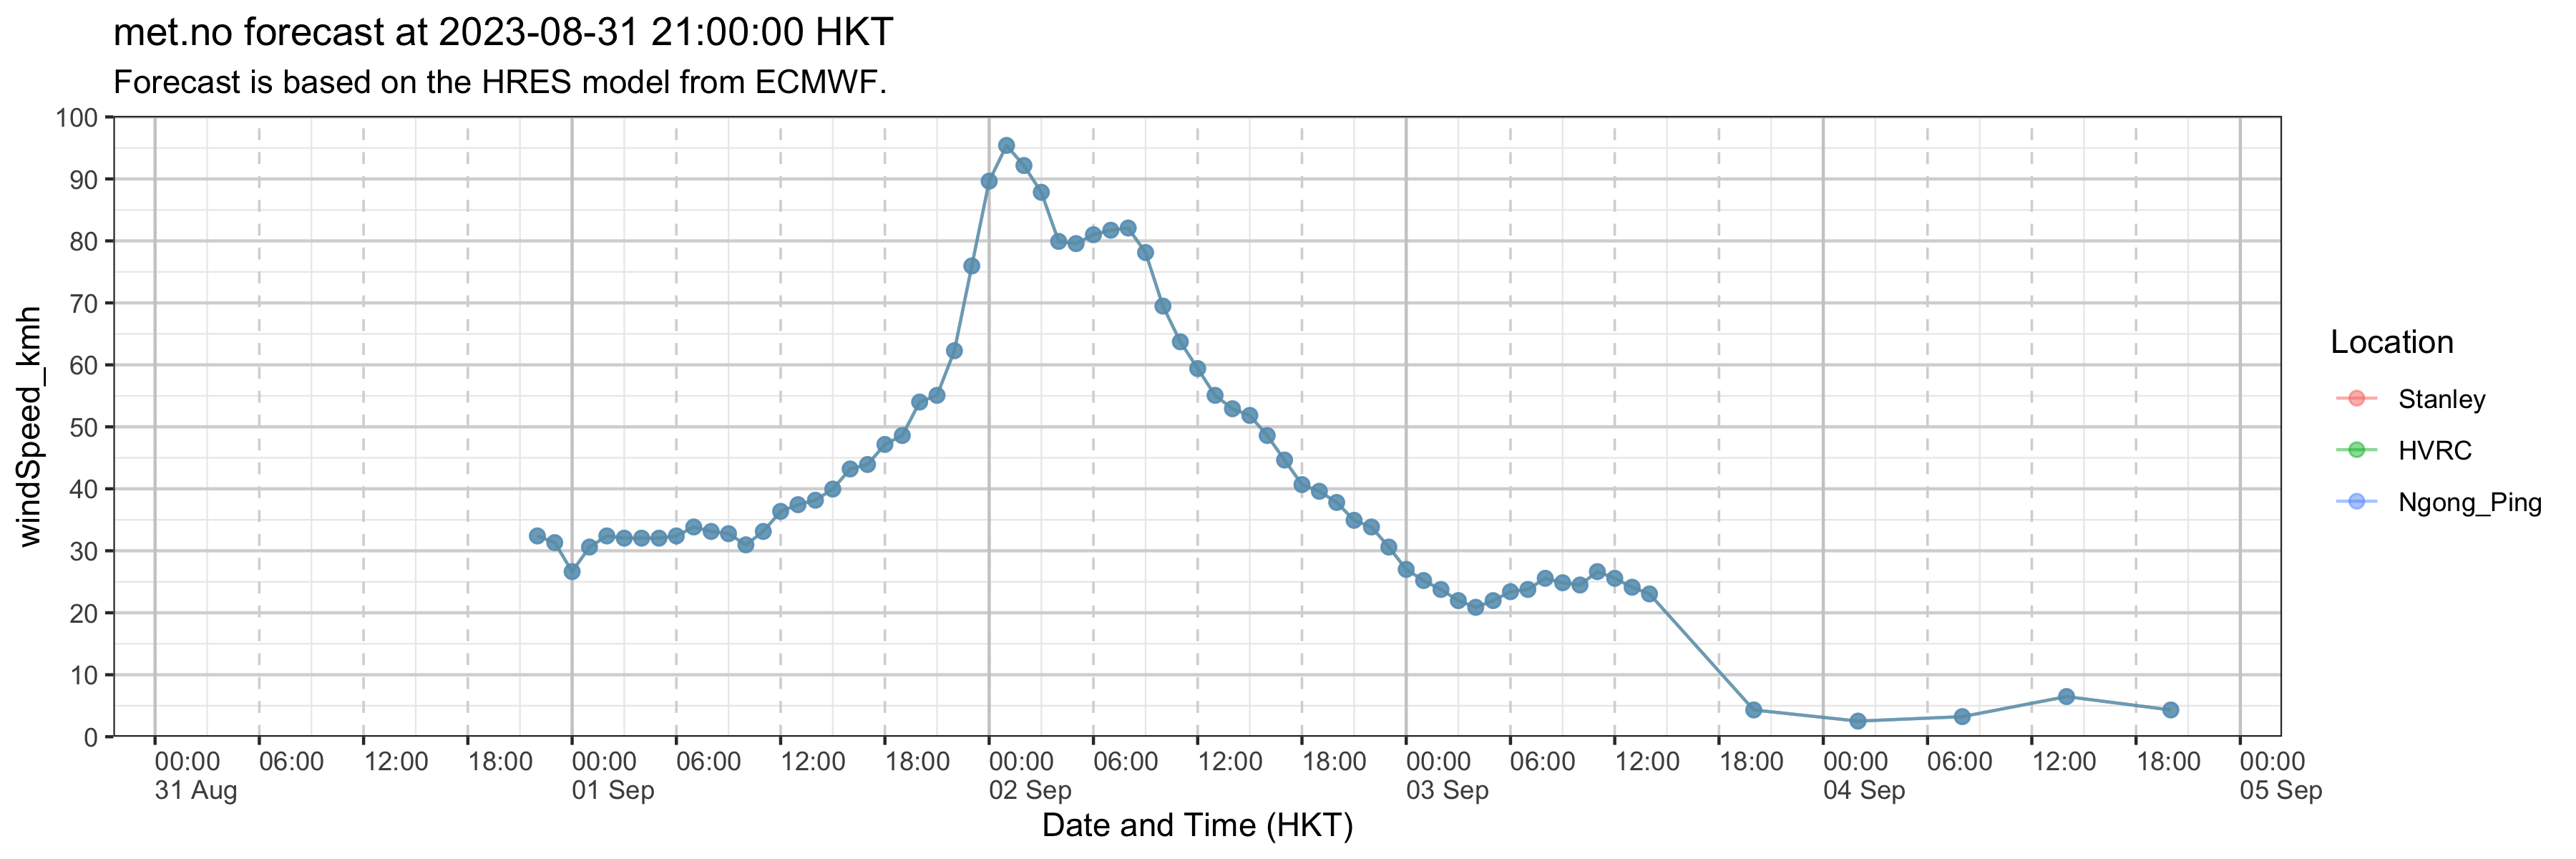 met.no forecast at 2023-08-31 21:00:00 HKT
Forecast is based on the HRES model from ECMWF.
100
90
80
70
60
50
40
30
20
10
0
windSpeed_kmh
00:00 06:00 12:00 18:00 00:00 06:00 12:00 18:00 00:00 06:00 12:00 18:00 00:00 06:00 12:00 18:00 00:00 06:00 12:00 18:00 00:00
31 Aug 01 Sep 02 Sep 03 Sep 04 Sep 05 Sep
Date and Time (HKT)
Location
Stanley
HVRC
Ngong_Ping